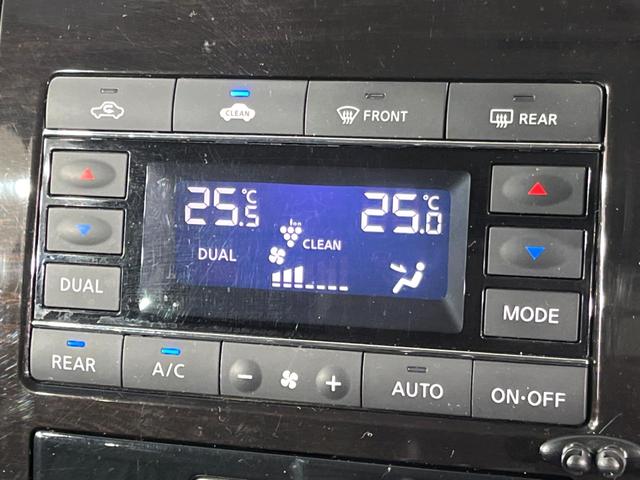 CLEAN
FRONT
REAR
25.5°C
25.0°C
Ion
CLEAN
DUAL
DUAL
MODE
REAR
A/C
- +
AUTO
ON·OFF